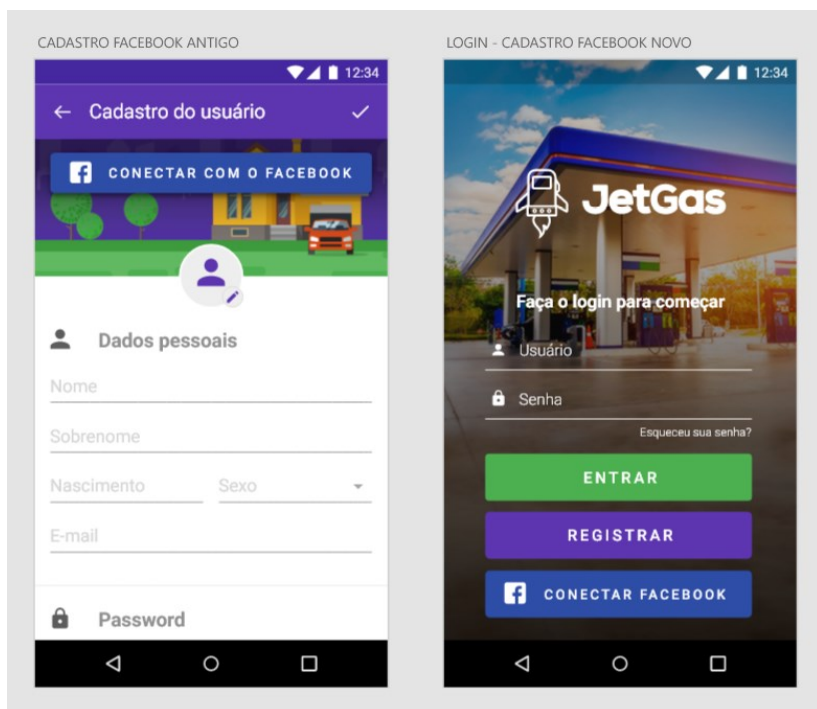 CADASTRO FACEBOOK ANTIGO
12:34
Cadastro do usuário
CONECTAR COM O FACEBOOK
Dados pessoais
Nome
Sobrenome
Nascimento Sexo
E-mail
Password
LOGIN - CADASTRO FACEBOOK NOVO
12:34
JetGas
Faça o login para começar
Usuário
Senha
Esqueceu sua senha?
ENTRAR
REGISTRAR
CONECTAR FACEBOOK